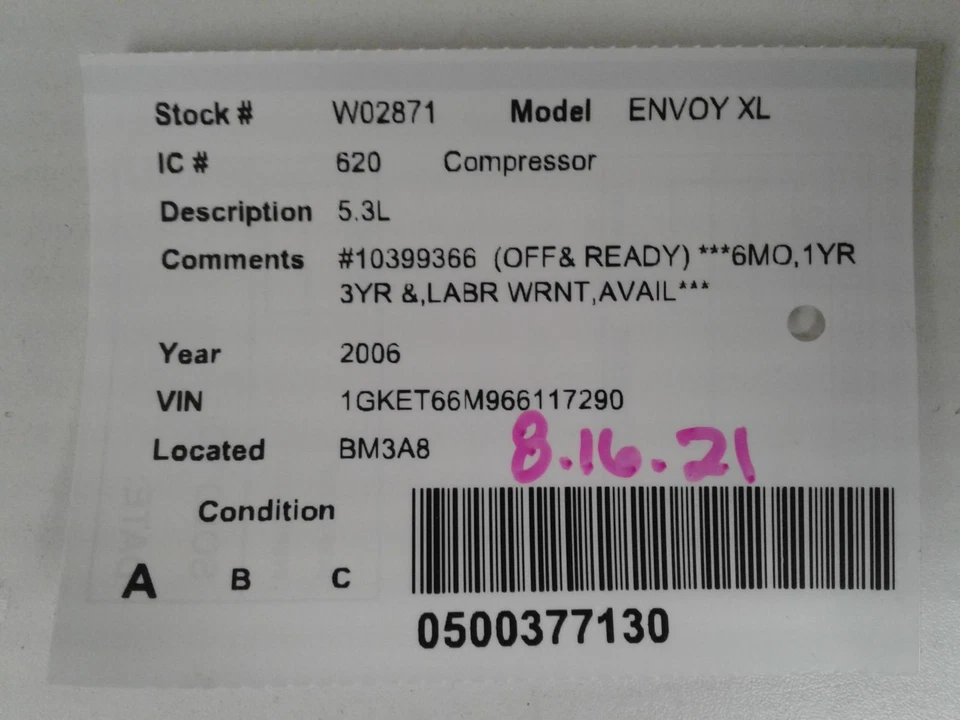 Stock # W02871 Model ENVOY XL
IC # 620 Compressor
Description 5.3L
Comments #10399366 (OFF& READY) ***6MO,1YR
3YR &,LABR WRNT,AVAIL***
Year 2006
VIN 1GKET66M966117290
Located BM3A8
8.16.21
Condition
A B C
0500377130